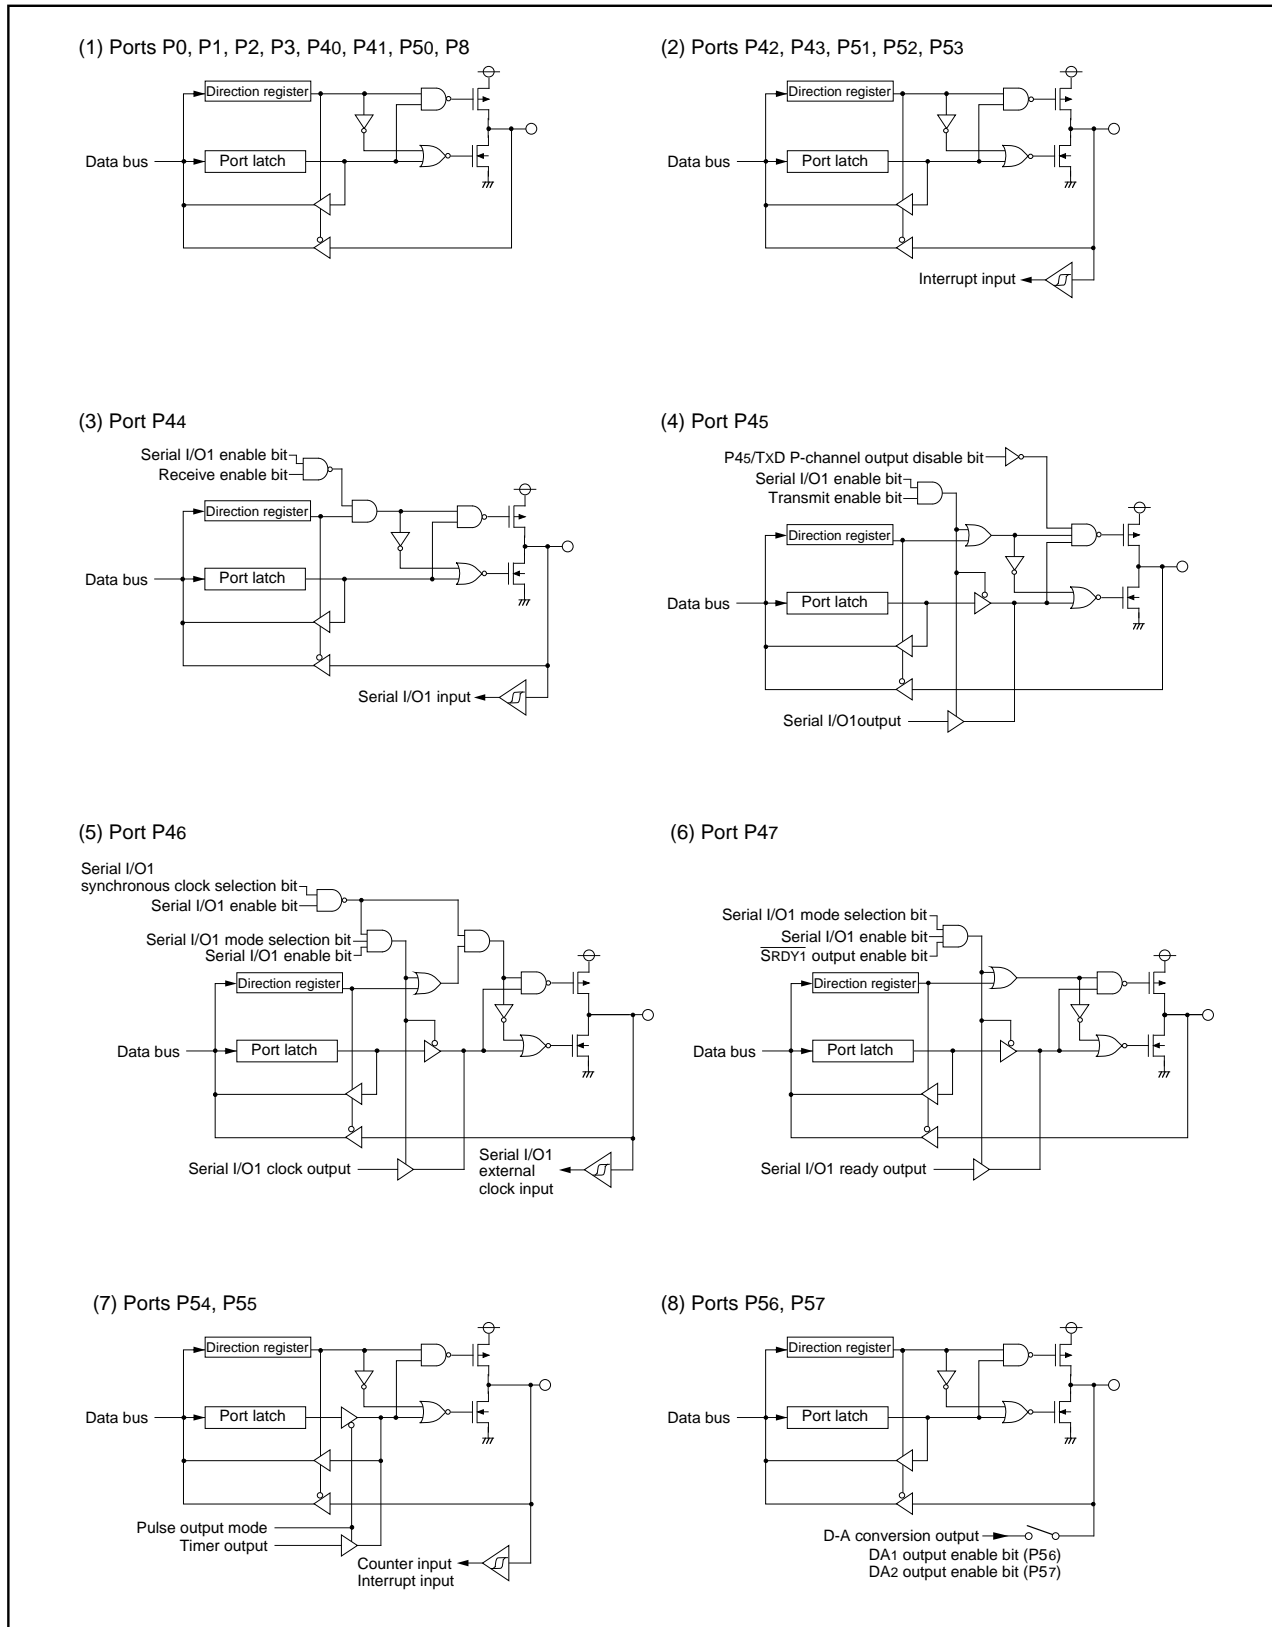 (1) Ports P0, P1, P2, P3, P40, P41, P50, P8
Direction register
Data bus
Port latch
(2) Ports P42, P43, P51, P52, P53
Direction register
Data bus
Port latch
Interrupt input
(3) Port P44
Serial I/O1 enable bit
Receive enable bit
Direction register
Data bus
Port latch
Serial I/O1 input
(4) Port P45
P45/TXD P-channel output disable bit
Serial I/O1 enable bit
Transmit enable bit
Direction register
Data bus
Port latch
Serial I/O1output
(5) Port P46
Serial I/O1
synchronous clock selection bit
Serial I/O1 enable bit
Serial I/O1 mode selection bit
Serial I/O1 enable bit
Direction register
Data bus
Port latch
Serial I/O1 clock output
Serial I/O1
external
clock input
(6) Port P47
Serial I/O1 mode selection bit
Serial I/O1 enable bit
SRDY1 output enable bit
Direction register
Data bus
Port latch
Serial I/O1 ready output
(7) Ports P54, P55
Direction register
Data bus
Port latch
Pulse output mode
Timer output
Counter input
Interrupt input
(8) Ports P56, P57
Direction register
Data bus
Port latch
D-A conversion output
DA1 output enable bit (P56)
DA2 output enable bit (P57)